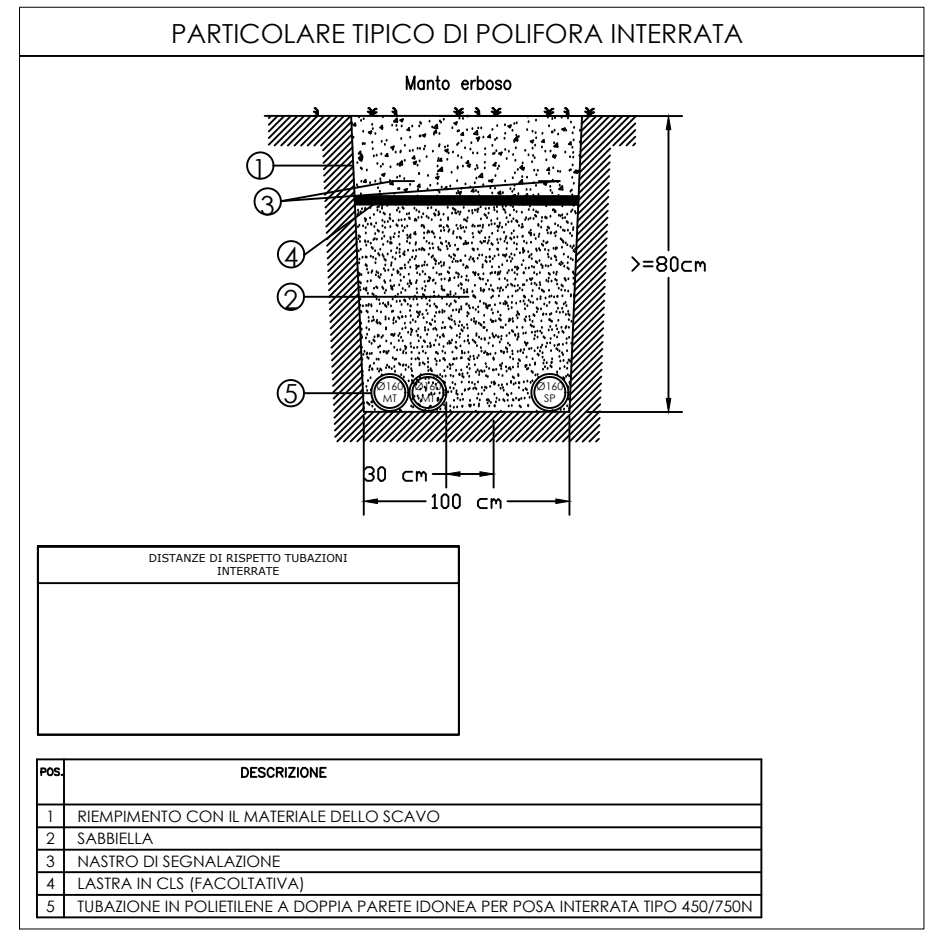 PARTICOLARE TIPICO DI POLIFORA INTERRATA
Manto erboso
1
3
4
2
5
>=80cm
Ø160
MT
Ø160
MT
Ø160
SP
30 cm
100 cm
DISTANZE DI RISPETTO TUBAZIONI
INTERRATE
POS. DESCRIZIONE
1 RIEMPIMENTO CON IL MATERIALE DELLO SCAVO
2 SABBIELLA
3 NASTRO DI SEGNALAZIONE
4 LASTRA IN CLS (FACOLTATIVA)
5 TUBAZIONE IN POLIETILENE A DOPPIA PARETE IDONEA PER POSA INTERRATA TIPO 450/750N